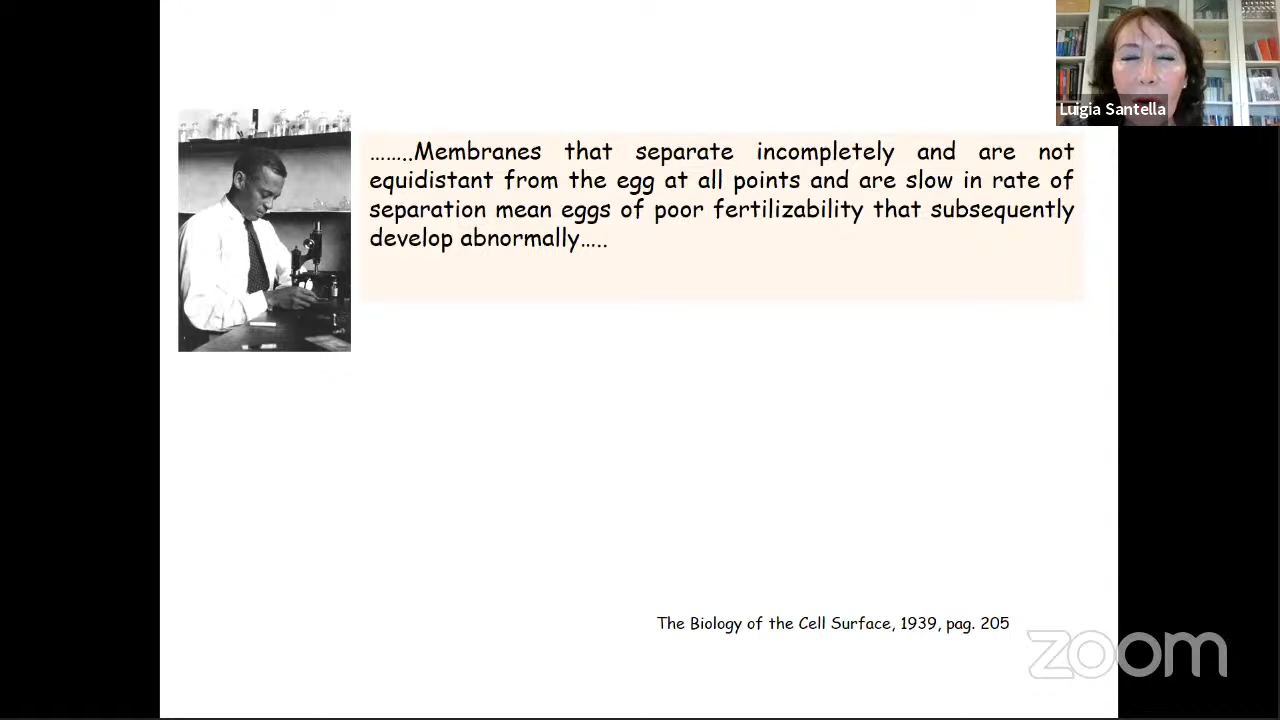 Luigia Santella
……..Membranes that separate incompletely and are not
equidistant from the egg at all points and are slow in rate of
separation mean eggs of poor fertilizability that subsequently
develop abnormally…..
The Biology of the Cell Surface, 1939, pag. 205
zoom